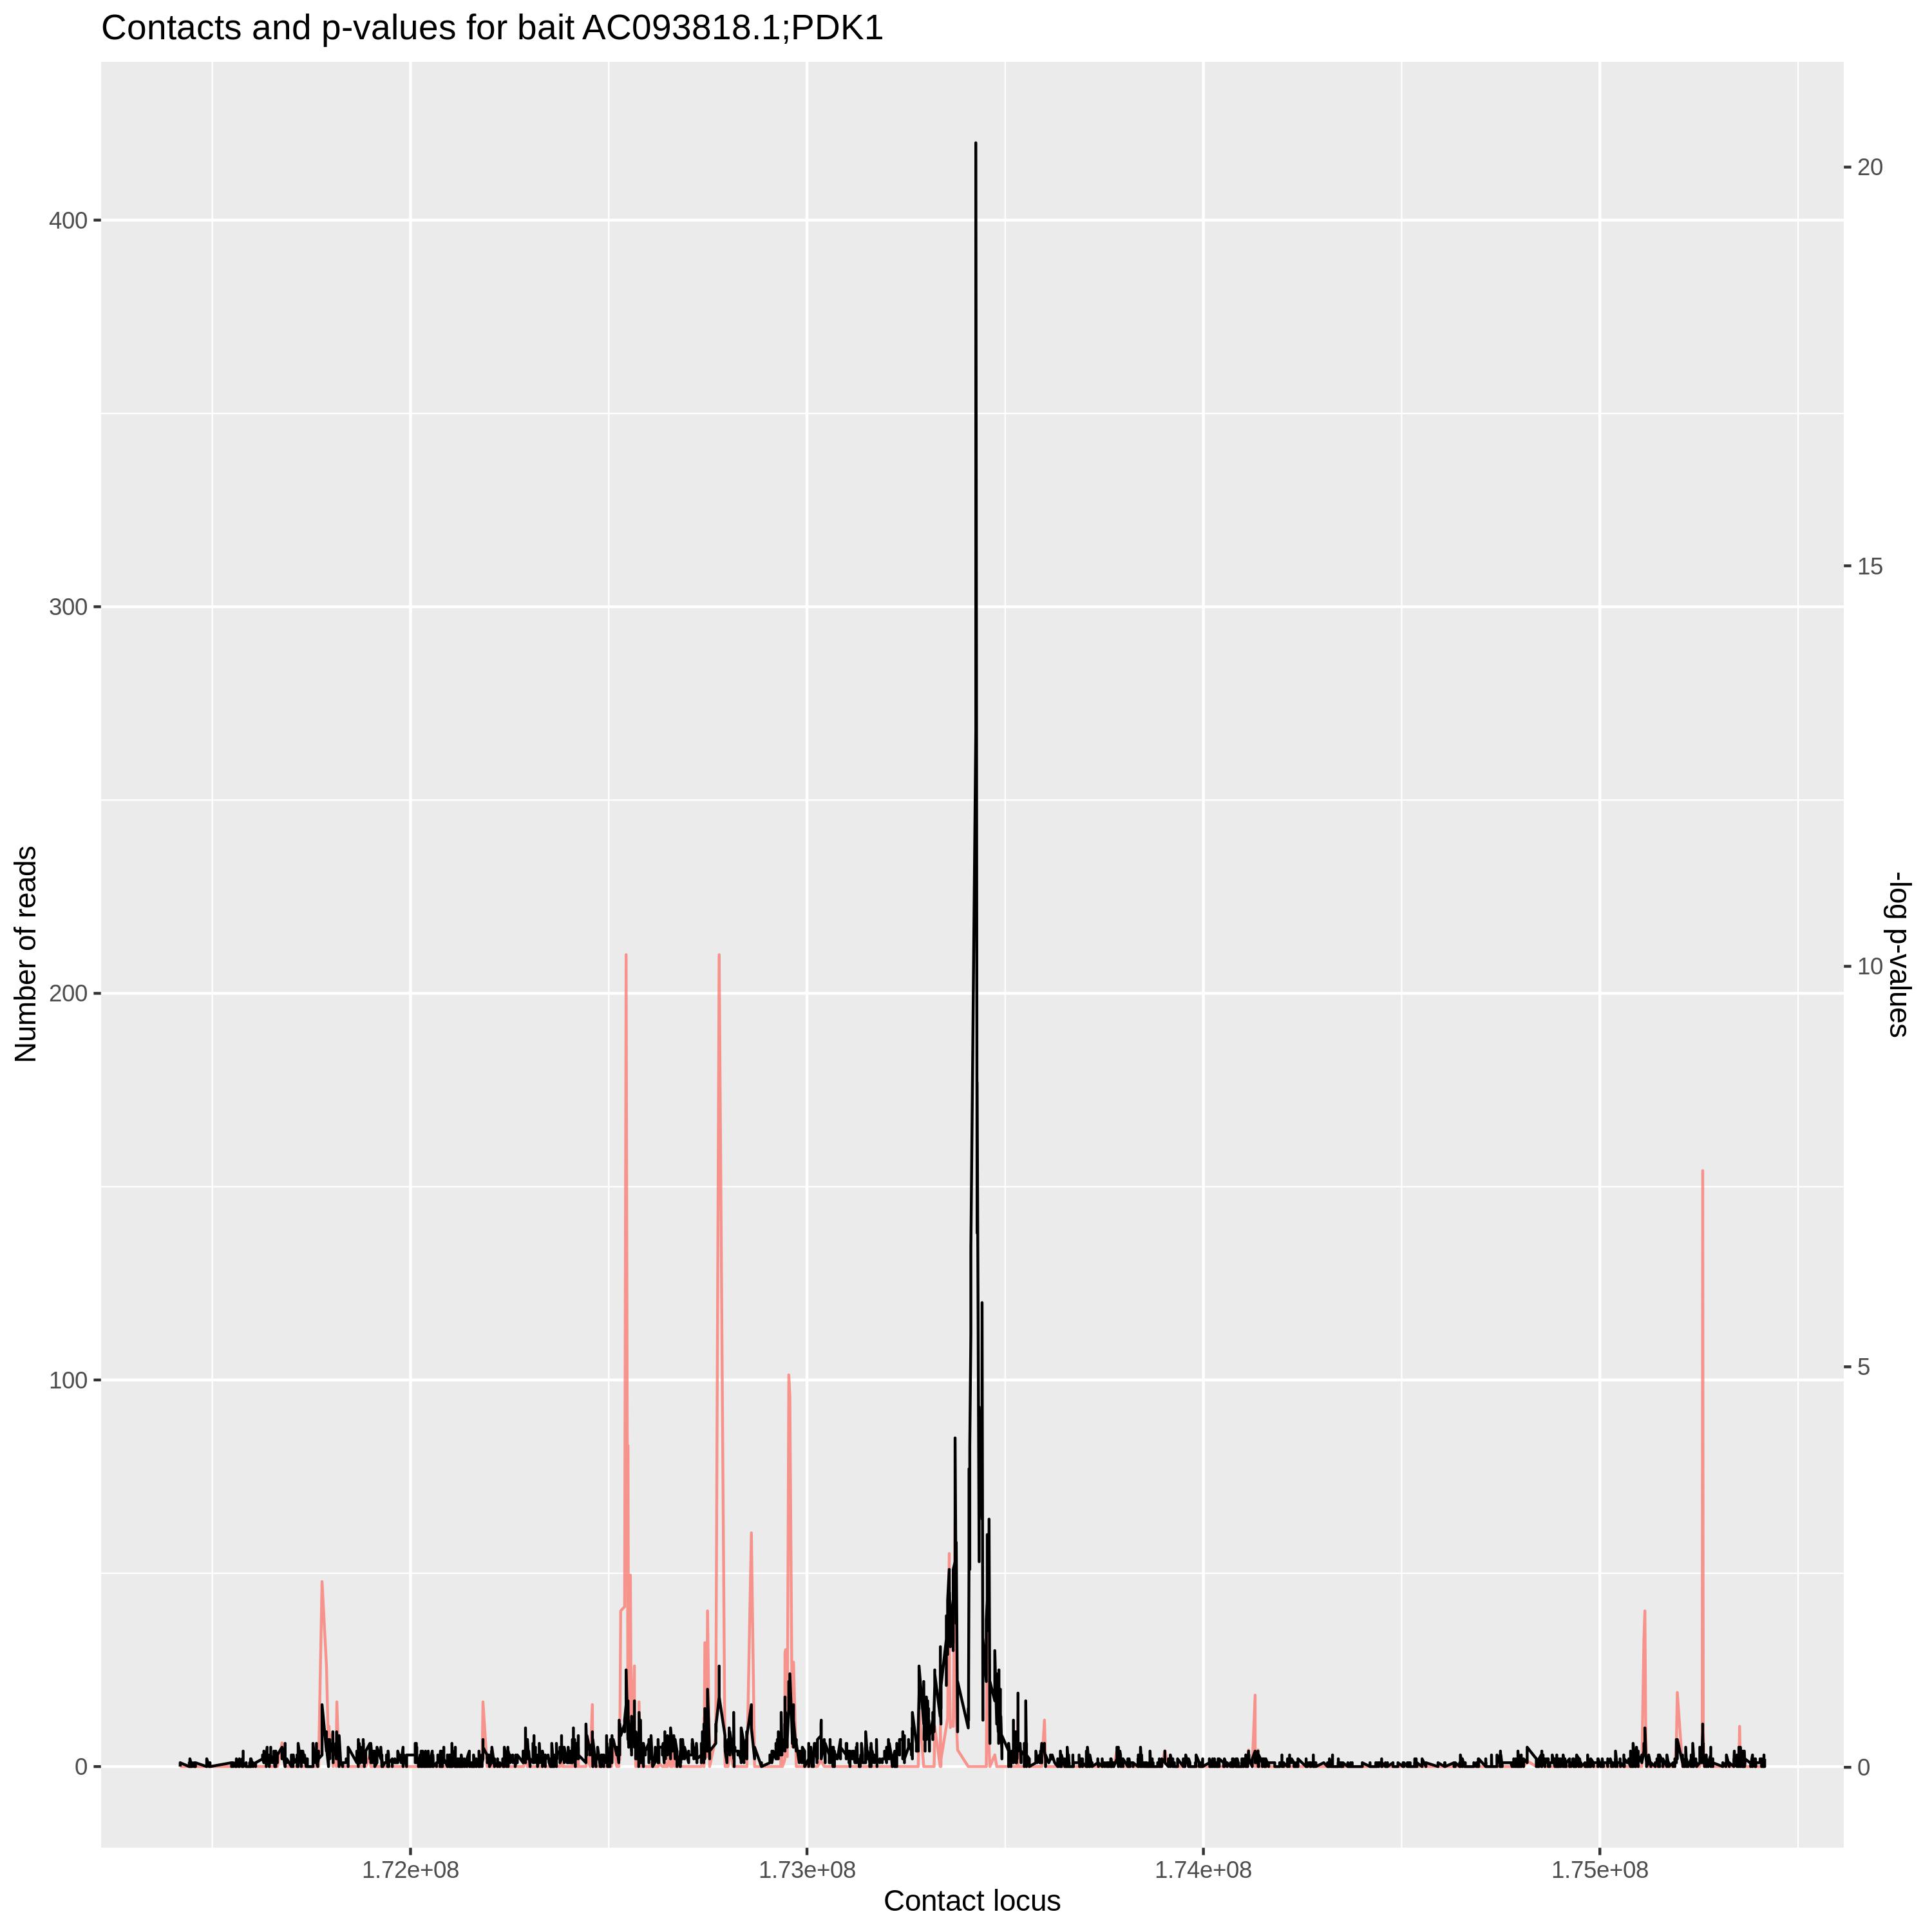 Contacts and p-values for bait AC093818.1;PDK1
Number of reads
400
300
200
100
0
20
15
10
5
0
-log p-values
1.72e+08 1.73e+08 1.74e+08 1.75e+08
Contact locus